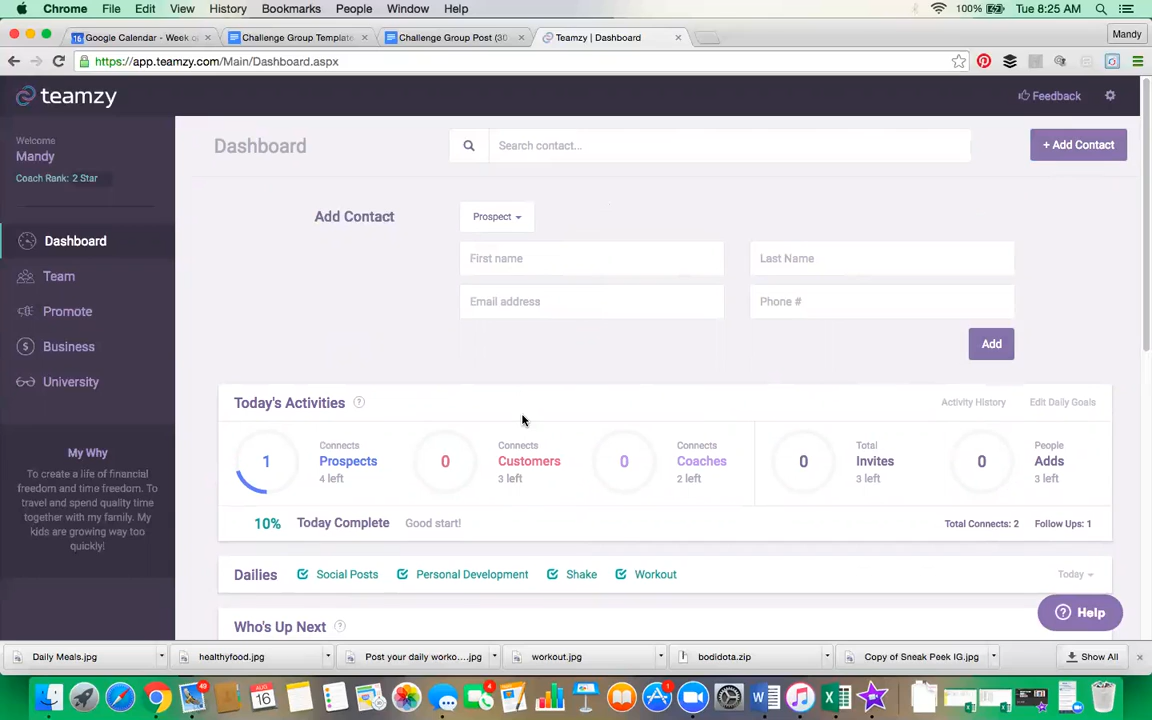 Chrome File Edit View History Bookmarks People Window Help 100% Tue 8:25 AM
Google Calendar - Week o
Challenge Group Template
Challenge Group Post (30
Teamzy | Dashboard
Mandy
https://app.teamzy.com/Main/Dashboard.aspx
teamzy
Feedback
Welcome
Mandy
Coach Rank: 2 Star
Dashboard
Team
Promote
Business
University
My Why
To create a life of financial
freedom and time freedom. To
travel and spend quality time
together with my family. My
kids are growing way too
quickly!
Dashboard
Search contact...
+ Add Contact
Add Contact
Prospect
First name
Last Name
Email address
Phone #
Add
Today's Activities ?
Activity History
Edit Daily Goals
1
Connects
Prospects
4 left
0
Connects
Customers
3 left
0
Connects
Coaches
2 left
0
Total
Invites
3 left
0
People
Adds
3 left
10% Today Complete Good start!
Total Connects: 2 Follow Ups: 1
Dailies Social Posts Personal Development Shake Workout Today
Who's Up Next ?
? Help
Daily Meals.jpg
healthyfood.jpg
Post your daily worko....jpg
workout.jpg
bodidota.zip
Copy of Sneak Peek IG.jpg
Show All
49
AUG
16
4
1